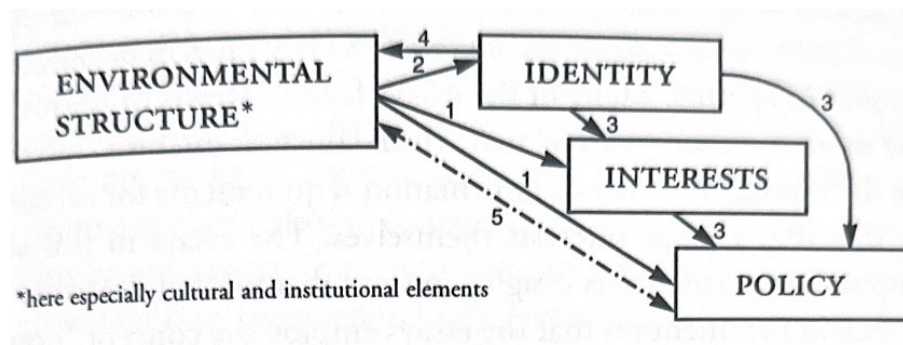 ENVIRONMENTAL
STRUCTURE*
4
2
IDENTITY
3
1
3
INTERESTS
1
5
3
POLICY
*here especially cultural and institutional elements